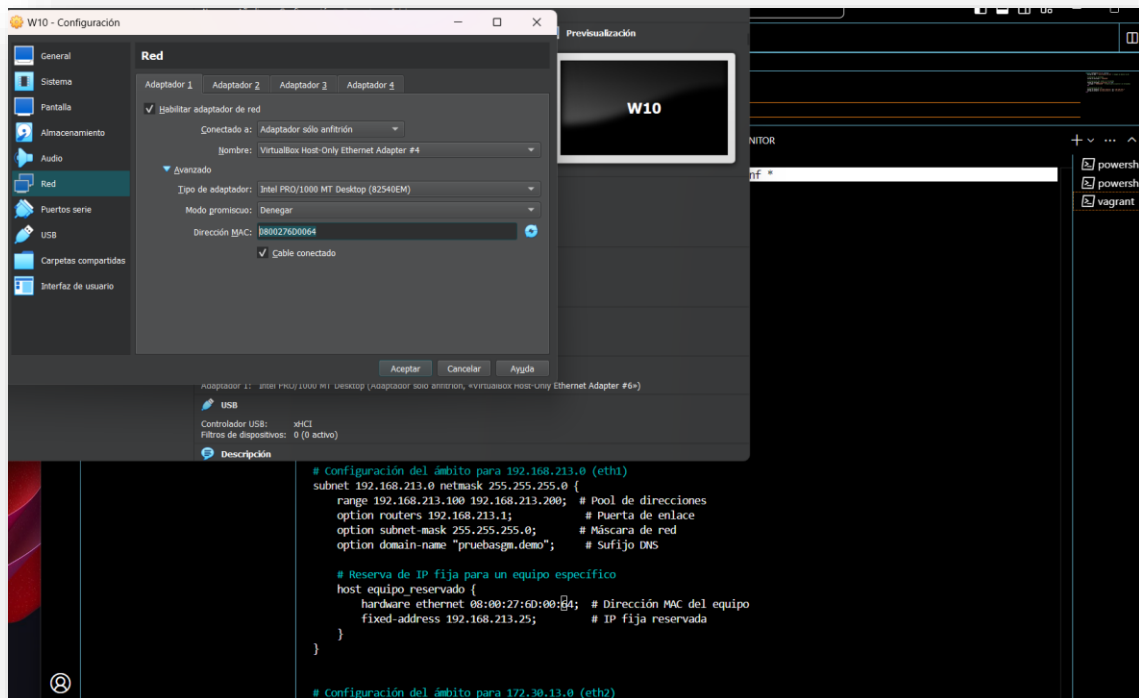 W10 - Configuración
General
Sistema
Pantalla
Almacenamiento
Audio
Red
Puertos serie
USB
Carpetas compartidas
Interfaz de usuario
Red
Adaptador 1 Adaptador 2 Adaptador 3 Adaptador 4
Habilitar adaptador de red
Conectado a: Adaptador sólo anfitrión
Nombre: VirtualBox Host-Only Ethernet Adapter #4
Avanzado
Tipo de adaptador: Intel PRO/1000 MT Desktop (82540EM)
Modo promiscuo: Denegar
Dirección MAC: 0800276D0064
Cable conectado
Aceptar Cancelar Ayuda
Previsualización
W10
NITOR
nf *
powersh
powersh
vagrant
Adaptador 1: Intel PRO/1000 MT Desktop (Adaptador sólo anfitrión, «VirtualBox Host-Only Ethernet Adapter #6»)
USB
Controlador USB: xHCI
Filtros de dispositivos: 0 (0 activo)
Descripción
# Configuración del ámbito para 192.168.213.0 (eth1)
subnet 192.168.213.0 netmask 255.255.255.0 {
range 192.168.213.100 192.168.213.200; # Pool de direcciones
option routers 192.168.213.1; # Puerta de enlace
option subnet-mask 255.255.255.0; # Máscara de red
option domain-name "pruebasgm.demo"; # Sufijo DNS
# Reserva de IP fija para un equipo específico
host equipo_reservado {
hardware ethernet 08:00:27:6D:00:64; # Dirección MAC del equipo
fixed-address 192.168.213.25; # IP fija reservada
}
}
# Configuración del ámbito para 172.30.13.0 (eth2)